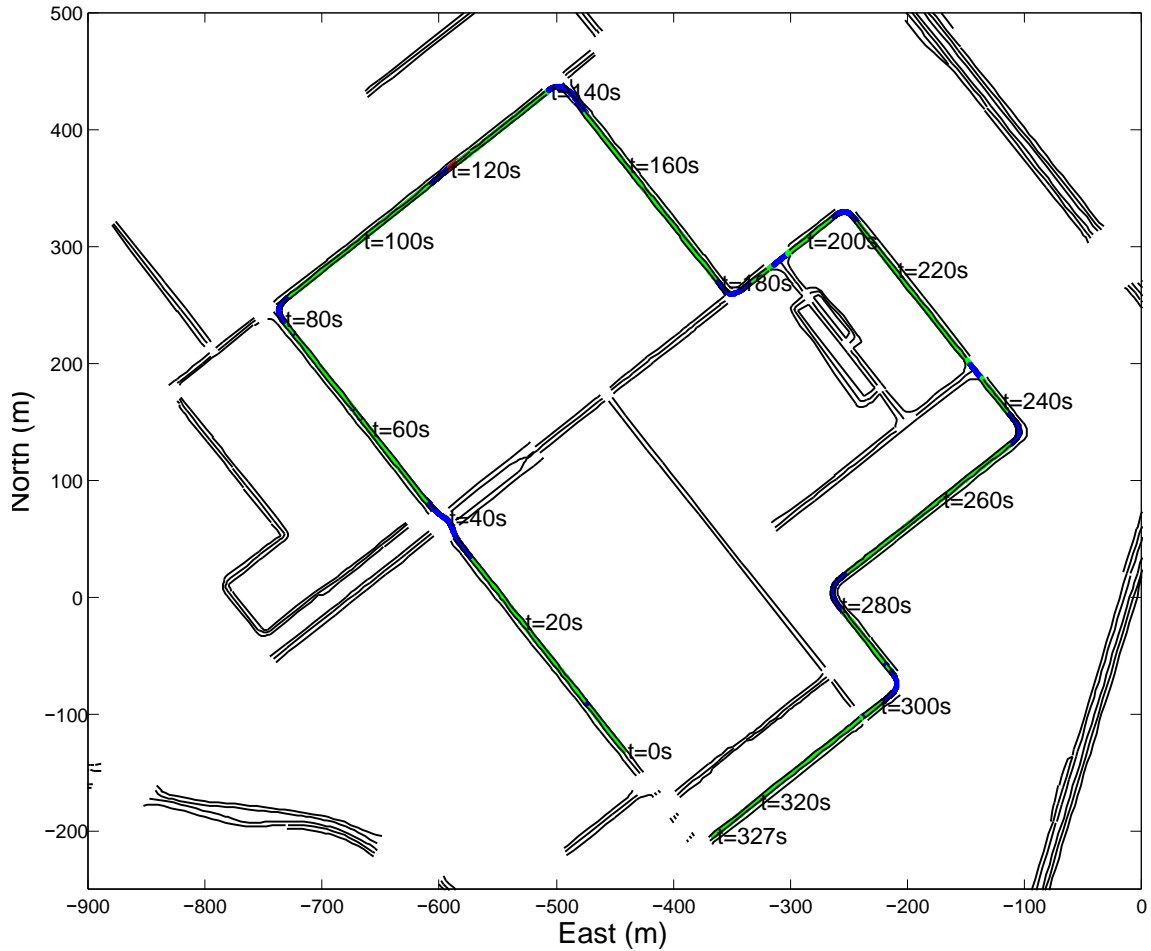 500
400
300
200
100
0
−100
−200
North (m)
t=140s
t=120s
t=160s
t=100s
t=200s
t=220s
t=180s
t=80s
t=60s
t=240s
t=40s
t=260s
t=20s
t=280s
t=0s
t=300s
t=320s
t=327s
−900 −800 −700 −600 −500 −400 −300 −200 −100 0
East (m)